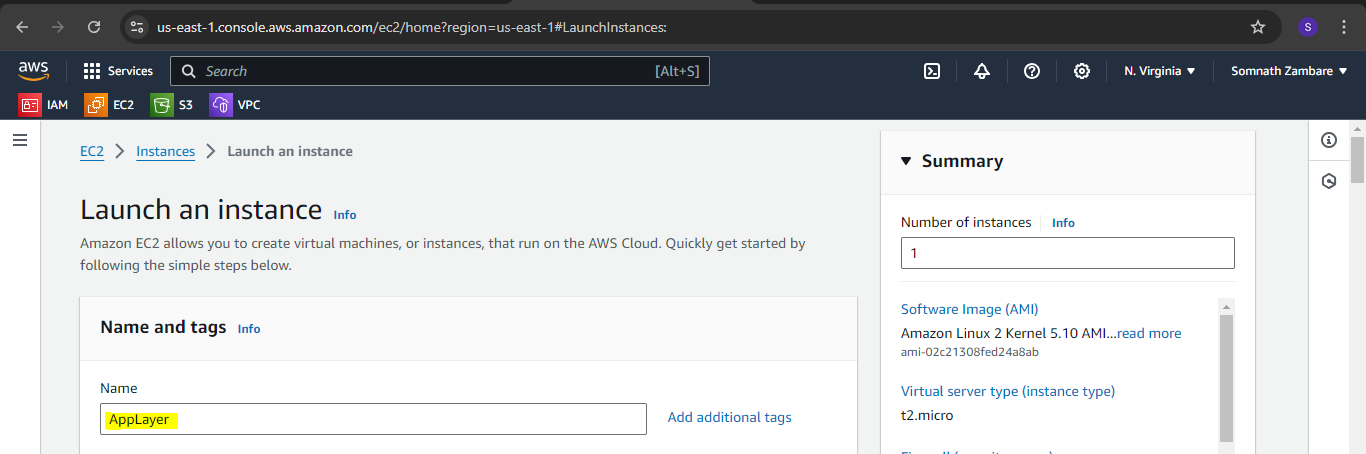 us-east-1.console.aws.amazon.com/ec2/home?region=us-east-1#LaunchInstances:
S
aws
Services
Search
[Alt+S]
N. Virginia
Somnath Zambare
IAM
EC2
S3
VPC
EC2
Instances
Launch an instance
Launch an instance Info
Amazon EC2 allows you to create virtual machines, or instances, that run on the AWS Cloud. Quickly get started by
following the simple steps below.
Name and tags Info
Name
AppLayer
Add additional tags
Summary
Number of instances Info
1
Software Image (AMI)
Amazon Linux 2 Kernel 5.10 AMI...read more
ami-02c21308fed24a8ab
Virtual server type (instance type)
t2.micro